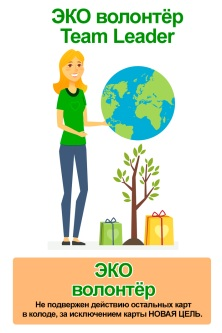 ЭКО волонтёр
Team Leader
ЭКО
волонтёр
Не подвержен действию остальных карт
в колоде, за исключением карты НОВАЯ ЦЕЛЬ.